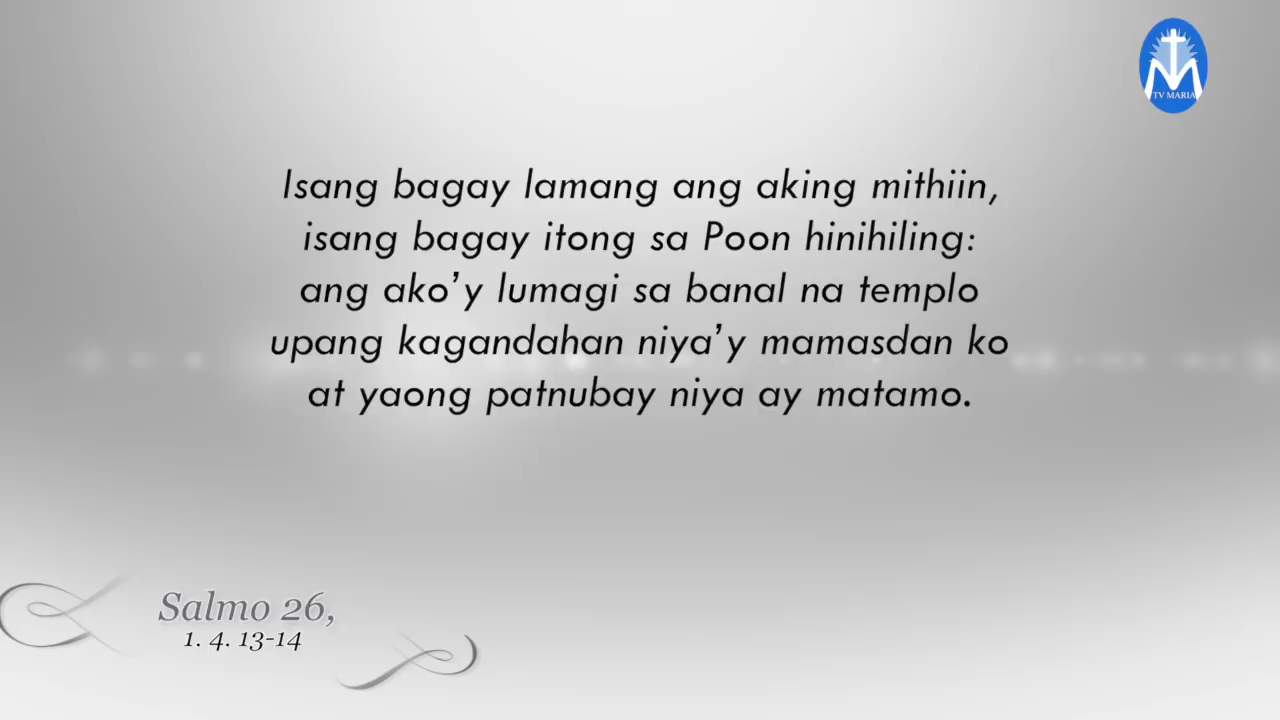 TV MARIA
Isang bagay lamang ang aking mithiin,
isang bagay itong sa Poon hinihiling:
ang ako’y lumagi sa banal na templo
upang kagandahan niya’y mamasdan ko
at yaong patnubay niya ay matamo.
Salmo 26,
1. 4. 13-14